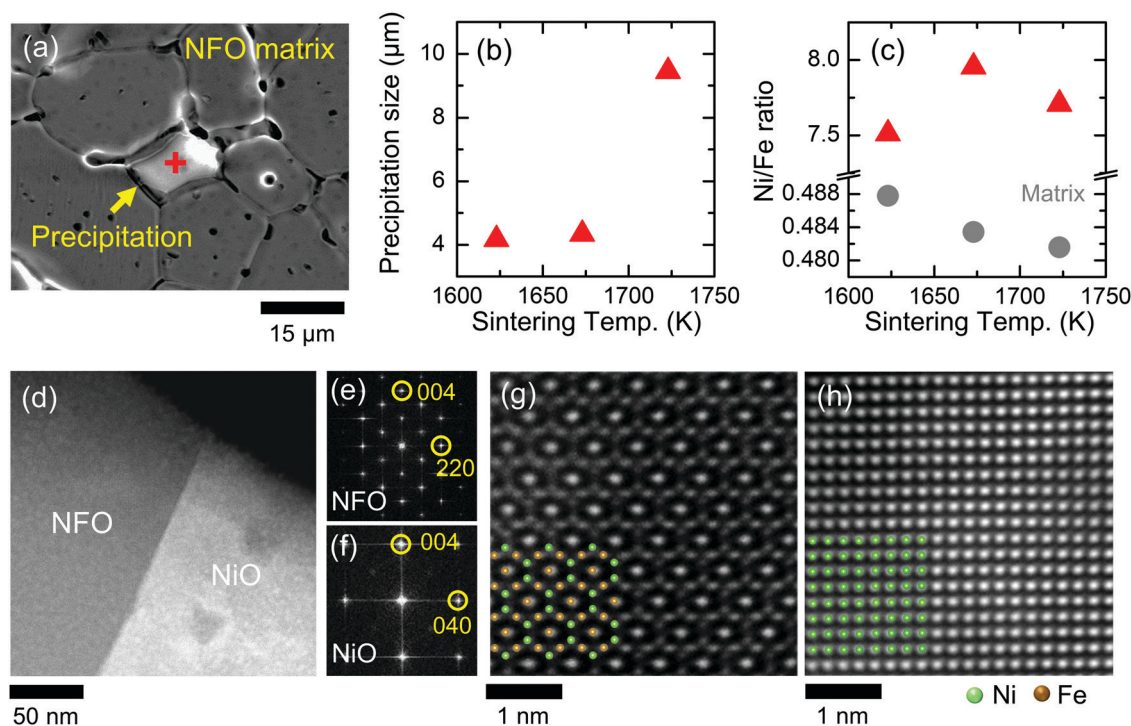 (a)
NFO matrix
Precipitation
15 μm
(b)
Precipitation size (μm)
10
8
6
4
1600 1650 1700 1750
Sintering Temp. (K)
(c)
Ni/Fe ratio
8.0
7.5
0.488
0.484
0.480
Matrix
1600 1650 1700 1750
Sintering Temp. (K)
(d)
NFO
NiO
50 nm
(e)
004
220
NFO
(f)
004
040
NiO
(g)
1 nm
(h)
1 nm
Ni Fe